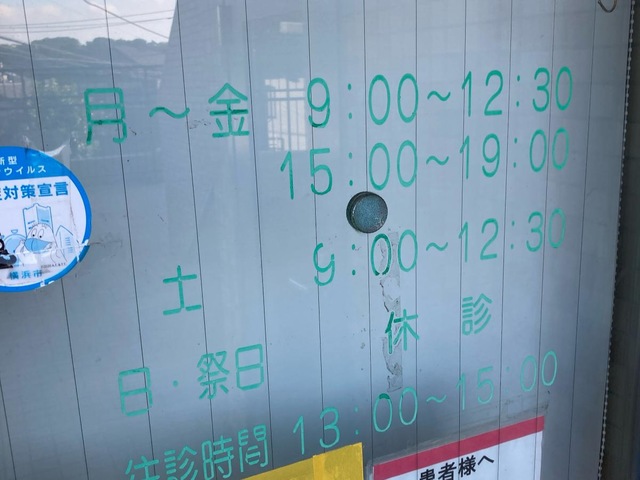 月～金 9:00～12:30
15:00～19:00
土 9:00～12:30
日・祭日 休診
往診時間 13:00～15:00
新型
ウイルス
対策宣言
横浜市
患者様へ